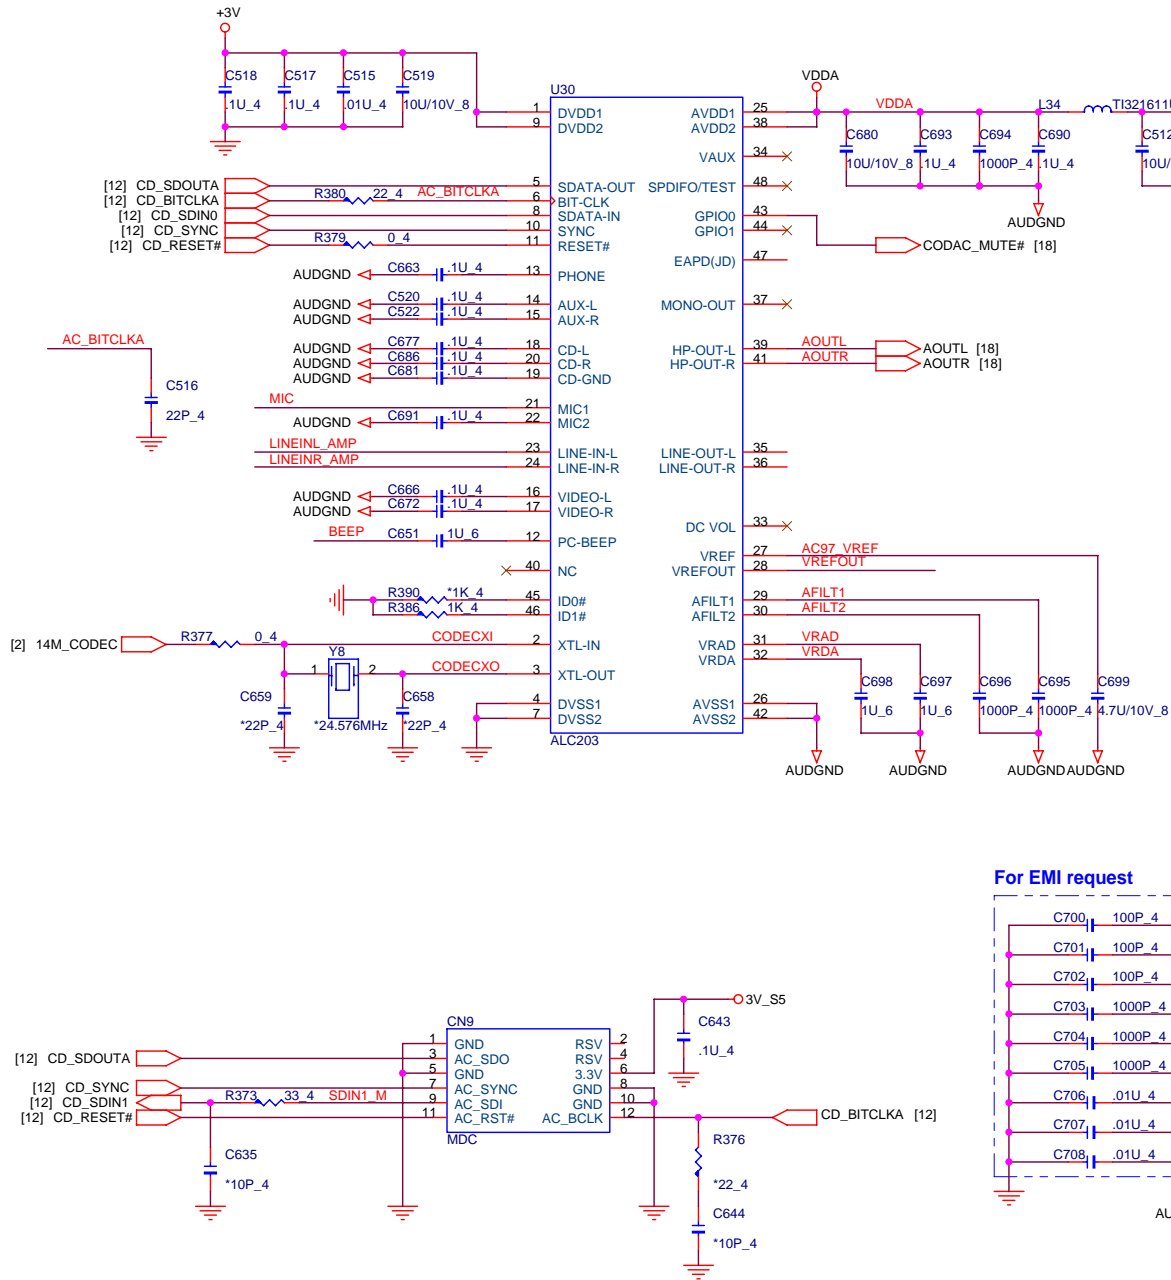 +3V
C518 C517 C515 C519
.1U_4 .1U_4 .01U_4 10U/10V_8
U30
1 DVDD1
9 DVDD2
AVDD1 25
AVDD2 38
VDDA
VDDA
L34 TI321611U
C680 C693 C694 C690 C512
10U/10V_8 .1U_4 1000P_4 .1U_4 10U/
AUDGND
VAUX 34
[12] CD_SDOUTA 5 SDATA-OUT SPDIFO/TEST 48
[12] CD_BITCLKA R380 22_4 AC_BITCLKA 6 BIT-CLK
[12] CD_SDIN0 8 SDATA-IN GPIO0 43
[12] CD_SYNC 10 SYNC GPIO1 44
[12] CD_RESET# R379 0_4 11 RESET#
CODAC_MUTE# [18]
EAPD(JD) 47
AUDGND C663 .1U_4 13 PHONE
AUDGND C520 .1U_4 14 AUX-L MONO-OUT 37
AUDGND C522 .1U_4 15 AUX-R
AC_BITCLKA
C516
22P_4
AUDGND C677 .1U_4 18 CD-L HP-OUT-L 39 AOUTL AOUTL [18]
AUDGND C686 .1U_4 20 CD-R HP-OUT-R 41 AOUTR AOUTR [18]
AUDGND C681 .1U_4 19 CD-GND
MIC 21 MIC1
AUDGND C691 .1U_4 22 MIC2
LINEINL_AMP 23 LINE-IN-L LINE-OUT-L 35
LINEINR_AMP 24 LINE-IN-R LINE-OUT-R 36
AUDGND C666 .1U_4 16 VIDEO-L
AUDGND C672 .1U_4 17 VIDEO-R
DC VOL 33
BEEP C651 1U_6 12 PC-BEEP
VREF 27 AC97_VREF
40 NC VREFOUT 28 VREFOUT
R390 *1K_4 45 ID0# AFILT1 29 AFILT1
R386 1K_4 46 ID1# AFILT2 30 AFILT2
[2] 14M_CODEC R377 0_4 CODECXI 2 XTL-IN VRAD 31 VRAD
VRDA 32 VRDA
1 Y8 2 CODECXO 3 XTL-OUT
C659 C658
*22P_4 *24.576MHz *22P_4
4 DVSS1 AVSS1 26
7 DVSS2 AVSS2 42
ALC203
C698 C697 C696 C695 C699
1U_6 1U_6 1000P_4 1000P_4 4.7U/10V_8
AUDGND AUDGND AUDGND AUDGND
For EMI request
C700 100P_4
C701 100P_4
C702 100P_4
C703 1000P_4
C704 1000P_4
C705 1000P_4
C706 .01U_4
C707 .01U_4
C708 .01U_4
AU
3V_S5
C643
.1U_4
CN9
1 GND RSV 2
[12] CD_SDOUTA 3 AC_SDO RSV 4
5 GND 3.3V 6
[12] CD_SYNC 7 AC_SYNC GND 8
[12] CD_SDIN1 R373 33_4 SDIN1_M 9 AC_SDI GND 10
[12] CD_RESET# 11 AC_RST# AC_BCLK 12 CD_BITCLKA [12]
MDC
C635
*10P_4
R376
*22_4
C644
*10P_4